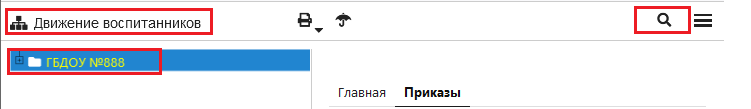 Движение воспитанников
ГБДОУ №888
Главная Приказы